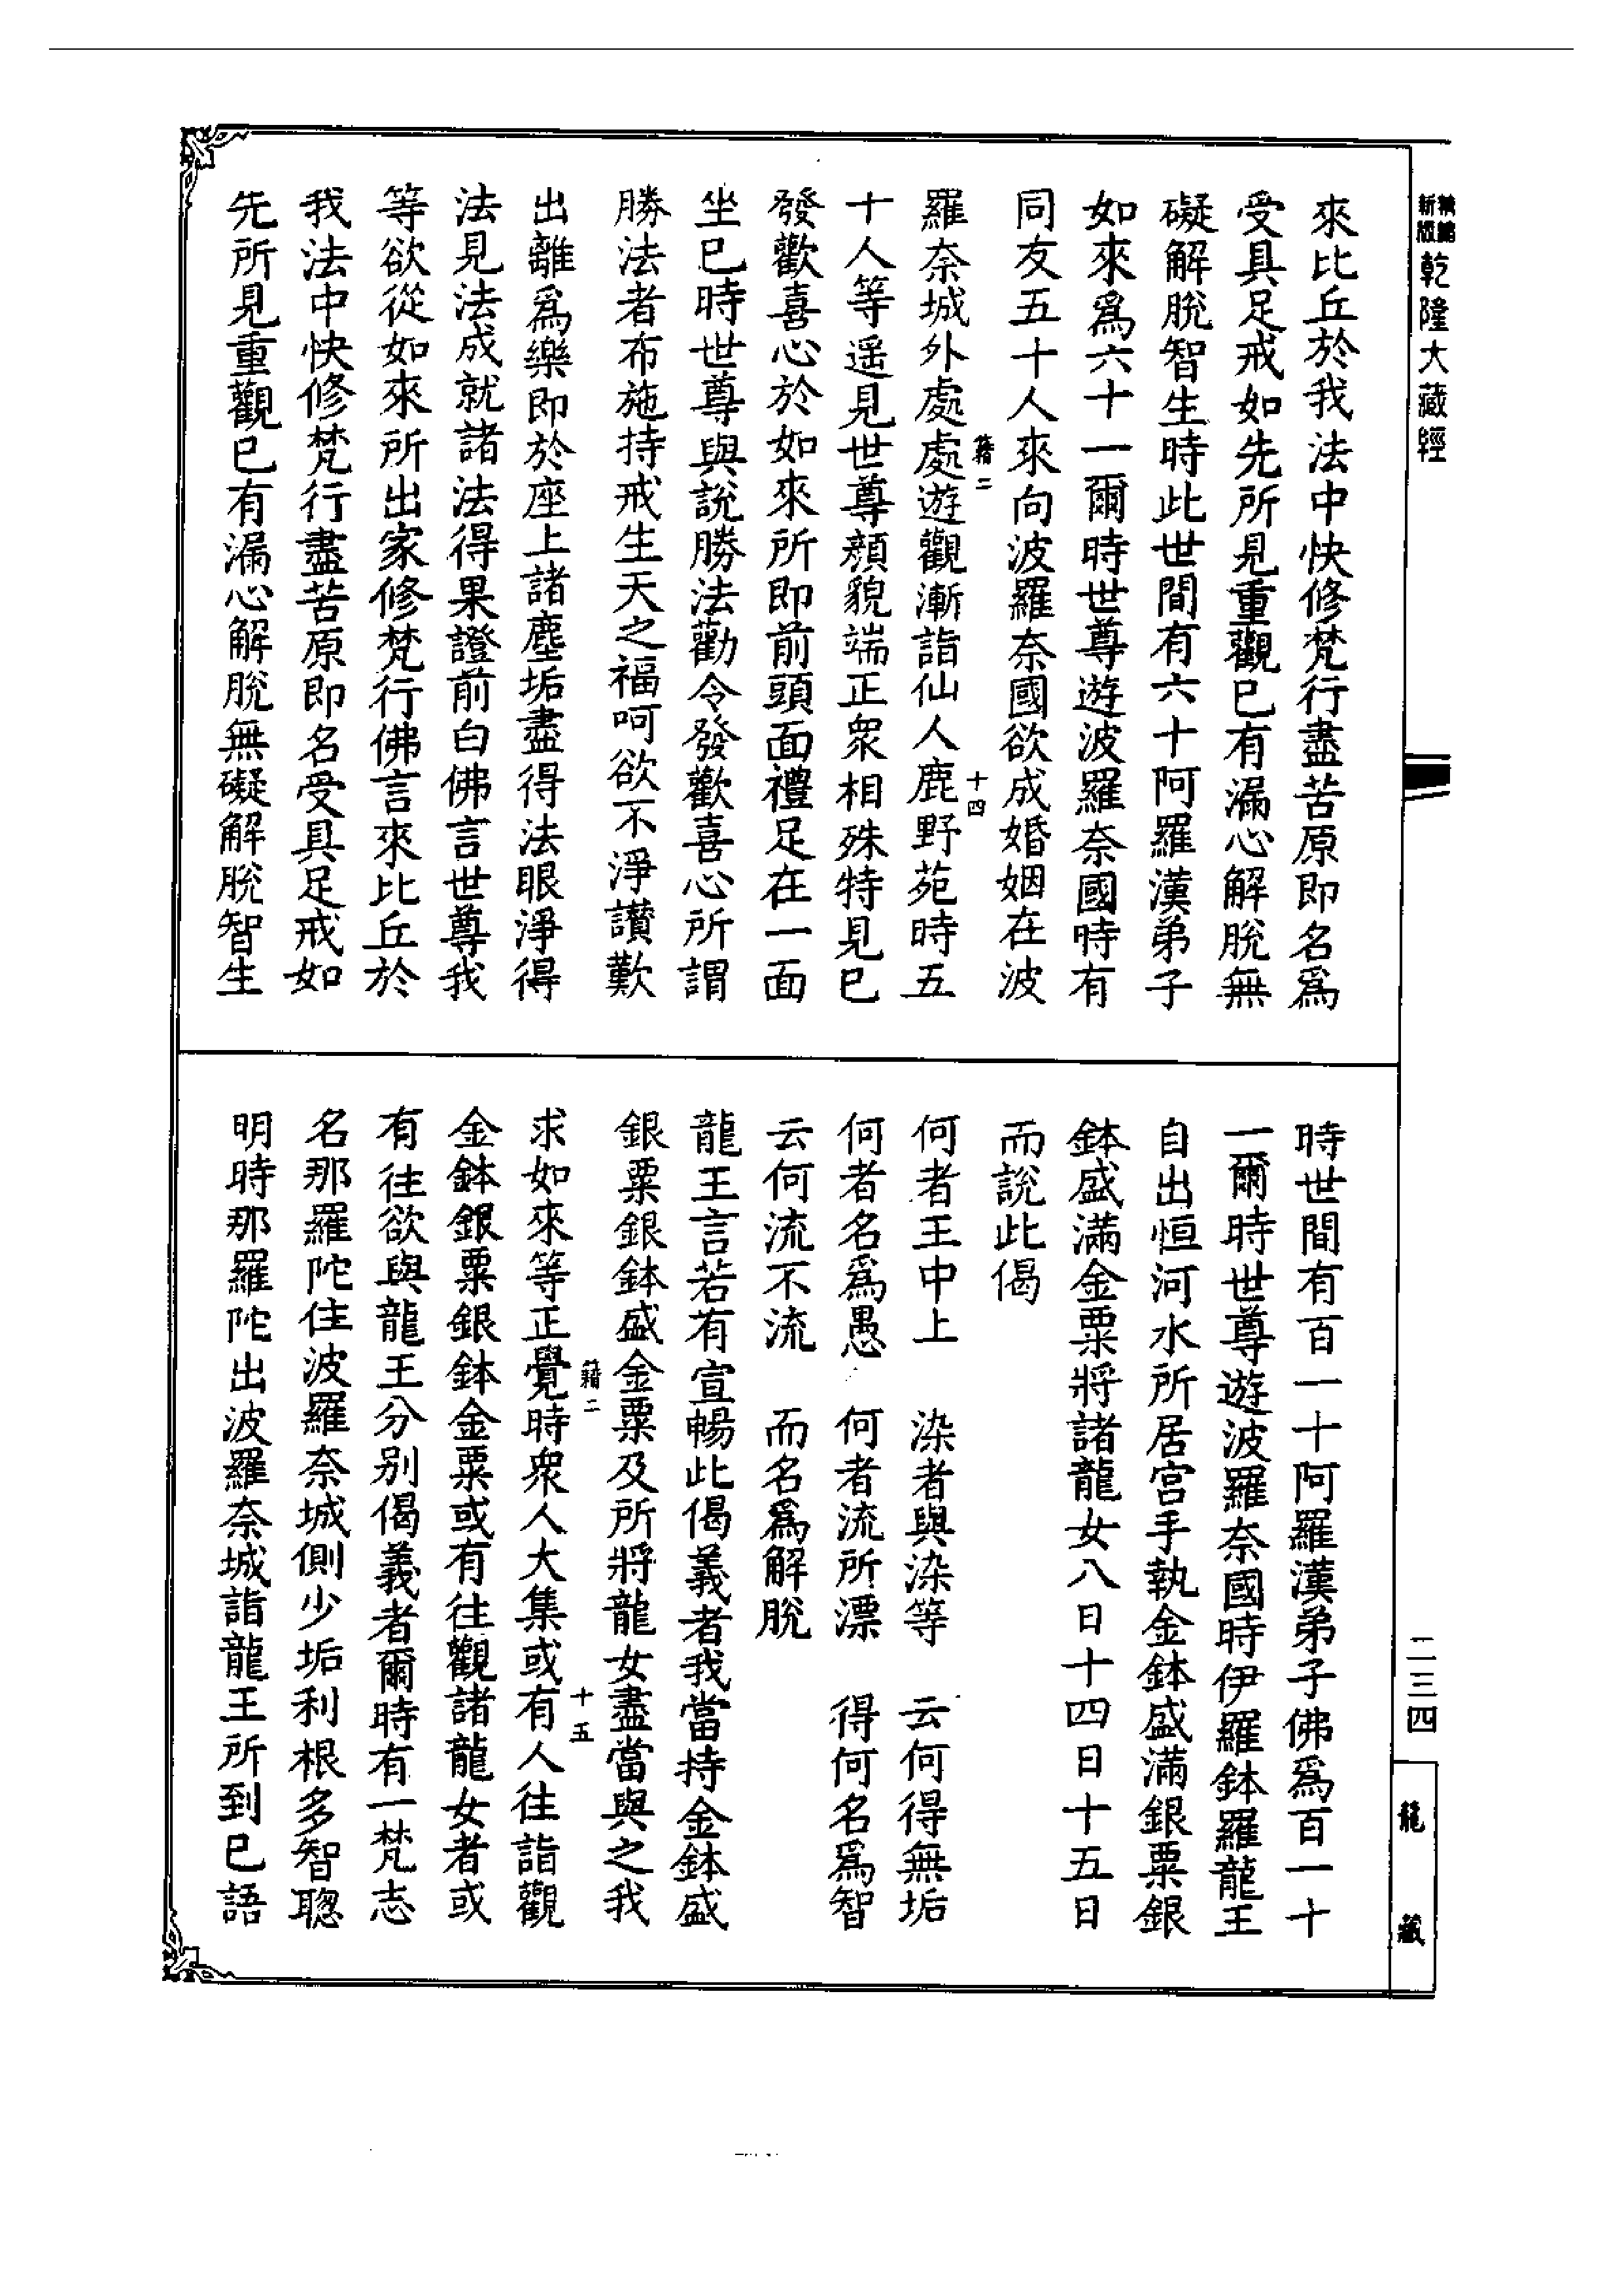 新版
精縮
乾隆大藏經
二三四
龍藏
來比丘於我法中快修梵行盡苦原即名為
受具足戒如先所見重觀已有漏心解脫無
礙解脫智生時此世間有六十阿羅漢弟子
如來爲六十一爾時世尊遊波羅奈國時有
同友五十人來向波羅奈國欲成婚姻在波
籍二
十四
羅奈城外處處遊觀漸詣仙人鹿野苑時五
十人等遥見世尊顏貌端正衆相殊特見已
發歡喜心於如來所即前頭面禮足在一面
坐已時世尊與說勝法勸令發歡喜心所謂
勝法者布施持戒生天之福呵欲不淨讃歎
出離爲樂即於座上諸塵垢盡得法眼淨得
法見法成就諸法得果證前白佛言世尊我
等欲從如來所出家修梵行佛言來比丘於
我法中快修梵行盡苦原即名受具足戒如
先所見重觀已有漏心解脫無礙解脫智生
時世間有百一十阿羅漢弟子佛爲百一十
一爾時世尊遊波羅奈國時伊羅鉢羅龍王
自出恒河水所居宮手執金鉢盛滿銀粟銀
鉢盛滿金粟將諸龍女八日十四日十五日
而說此偈
何者王中上　染者與染等　云何得無垢
何者名爲愚　何者流所漂　得何名爲智
云何流不流　而名爲解脫
龍王言若有宣暢此偈義者我當持金鉢盛
銀粟銀鉢盛金粟及所將龍女盡當與之我
籍二
十五
求如來等正覺時衆人大集或有人往詣觀
金鉢銀粟銀鉢金粟或有往觀諸龍女者或
有往欲與龍王分别偈義者爾時有一梵志
名那羅陀住波羅奈城側少垢利根多智聰
明時那羅陀出波羅奈城詣龍王所到已語